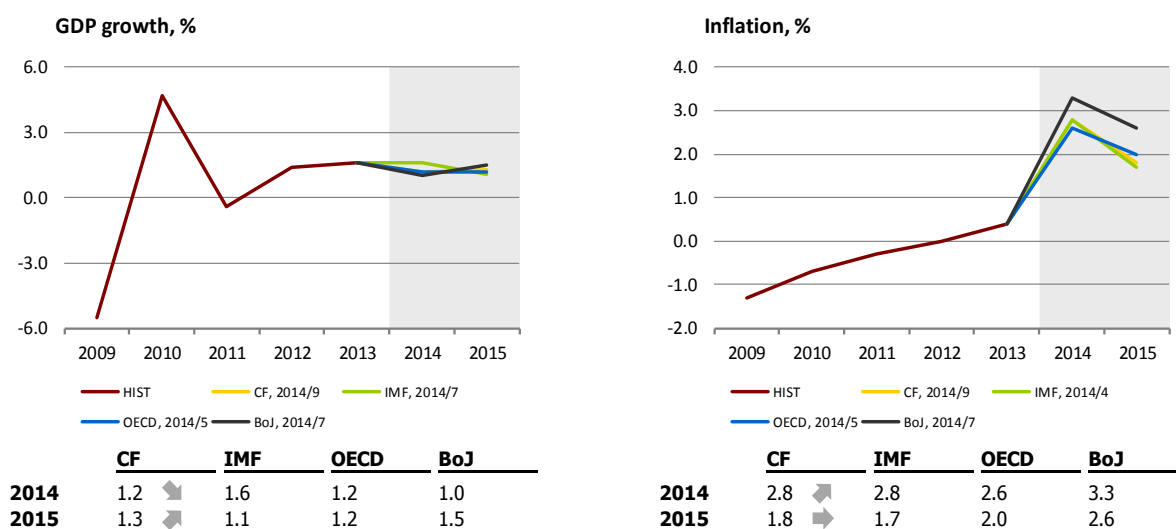 GDP growth, %
6.0
3.0
0.0
-3.0
-6.0
2009 2010 2011 2012 2013 2014 2015
HIST CF, 2014/9 IMF, 2014/7
OECD, 2014/5 BoJ, 2014/7
CF IMF OECD BoJ
2014 1.2 1.6 1.2 1.0
2015 1.3 1.1 1.2 1.5
Inflation, %
4.0
3.0
2.0
1.0
0.0
-1.0
-2.0
2009 2010 2011 2012 2013 2014 2015
HIST CF, 2014/9 IMF, 2014/4
OECD, 2014/5 BoJ, 2014/7
CF IMF OECD BoJ
2014 2.8 2.8 2.6 3.3
2015 1.8 1.7 2.0 2.6